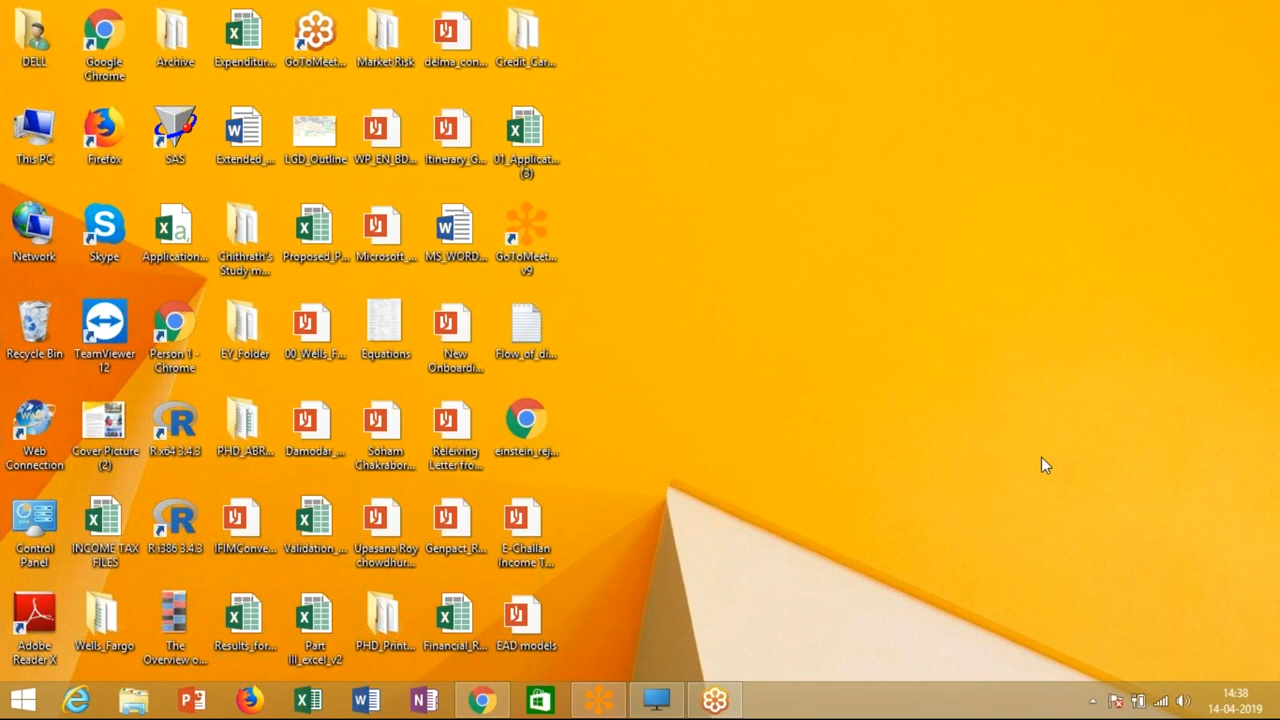 DELL
Google
Chrome
Archive
Expenditur...
GoToMeet...
Market Risk
delma_con...
Credit_Car...
This PC
Firefox
SAS
Extended_...
LGD_Outline
WP_EN_BD...
Itinerary_G...
01_Applicat...
(3)
Network
Skype
Application...
Chithrath's
Study m...
Proposed_P...
Microsoft_...
MS_WORD...
GoToMeet...
v9
Recycle Bin
TeamViewer
12
Person 1 -
Chrome
EY_Folder
00_Wells_F...
Equations
New
Onboardi...
Flow_of_di...
Web
Connection
Cover Picture
(2)
R x64 3.4.3
PHD_ABR...
Damodar_...
Soham
Chakrabor...
Releiving
Letter fro...
einstein_rej...
Control
Panel
INCOME TAX
FILES
R i386 3.4.3
IFIMConve...
Validation_...
Upasana Roy
chowdhur...
Genpact_R...
E-Challan
Income T...
Adobe
Reader X
Wells_Fargo
The
Overview o...
Results_for...
Part
III_excel_v2
PHD_Print...
Financial_R...
EAD models
14:38
14-04-2019